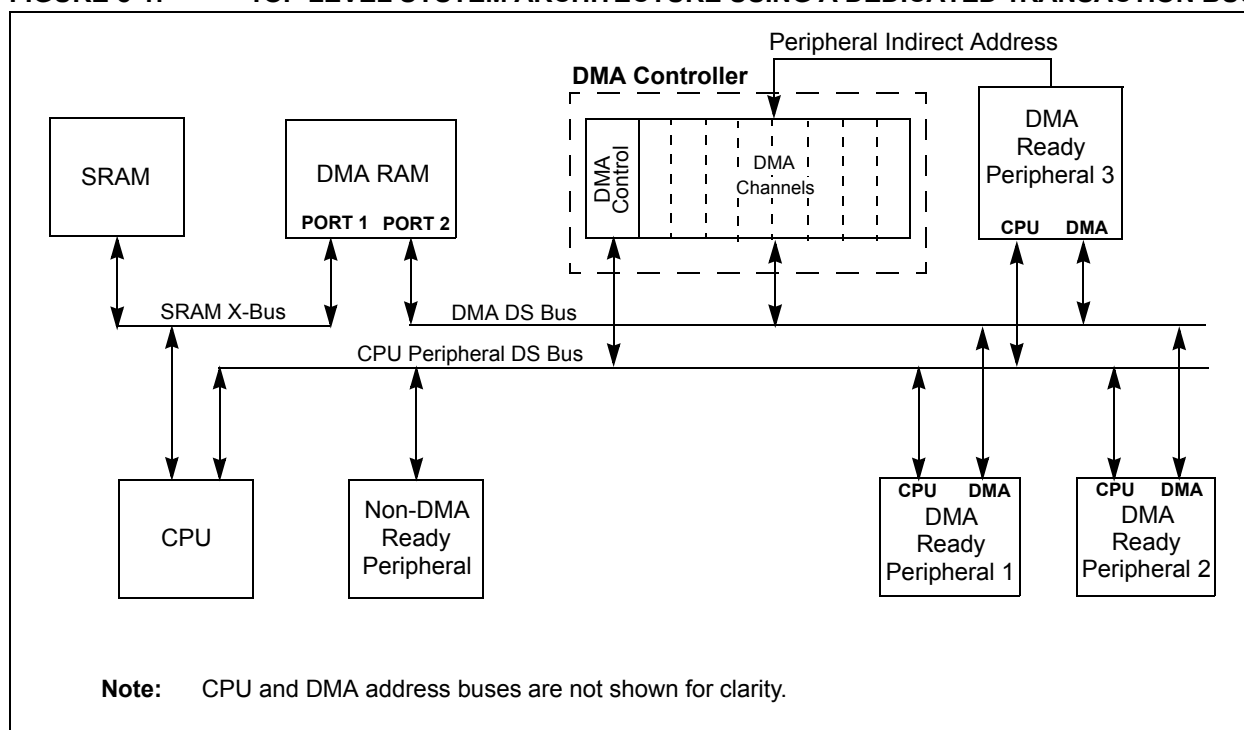 Peripheral Indirect Address
DMA Controller
SRAM
DMA RAM
PORT 1 PORT 2
DMA Control
DMA
Channels
DMA
Ready
Peripheral 3
CPU DMA
SRAM X-Bus
DMA DS Bus
CPU Peripheral DS Bus
CPU
Non-DMA
Ready
Peripheral
CPU DMA
DMA
Ready
Peripheral 1
CPU DMA
DMA
Ready
Peripheral 2
Note: CPU and DMA address buses are not shown for clarity.